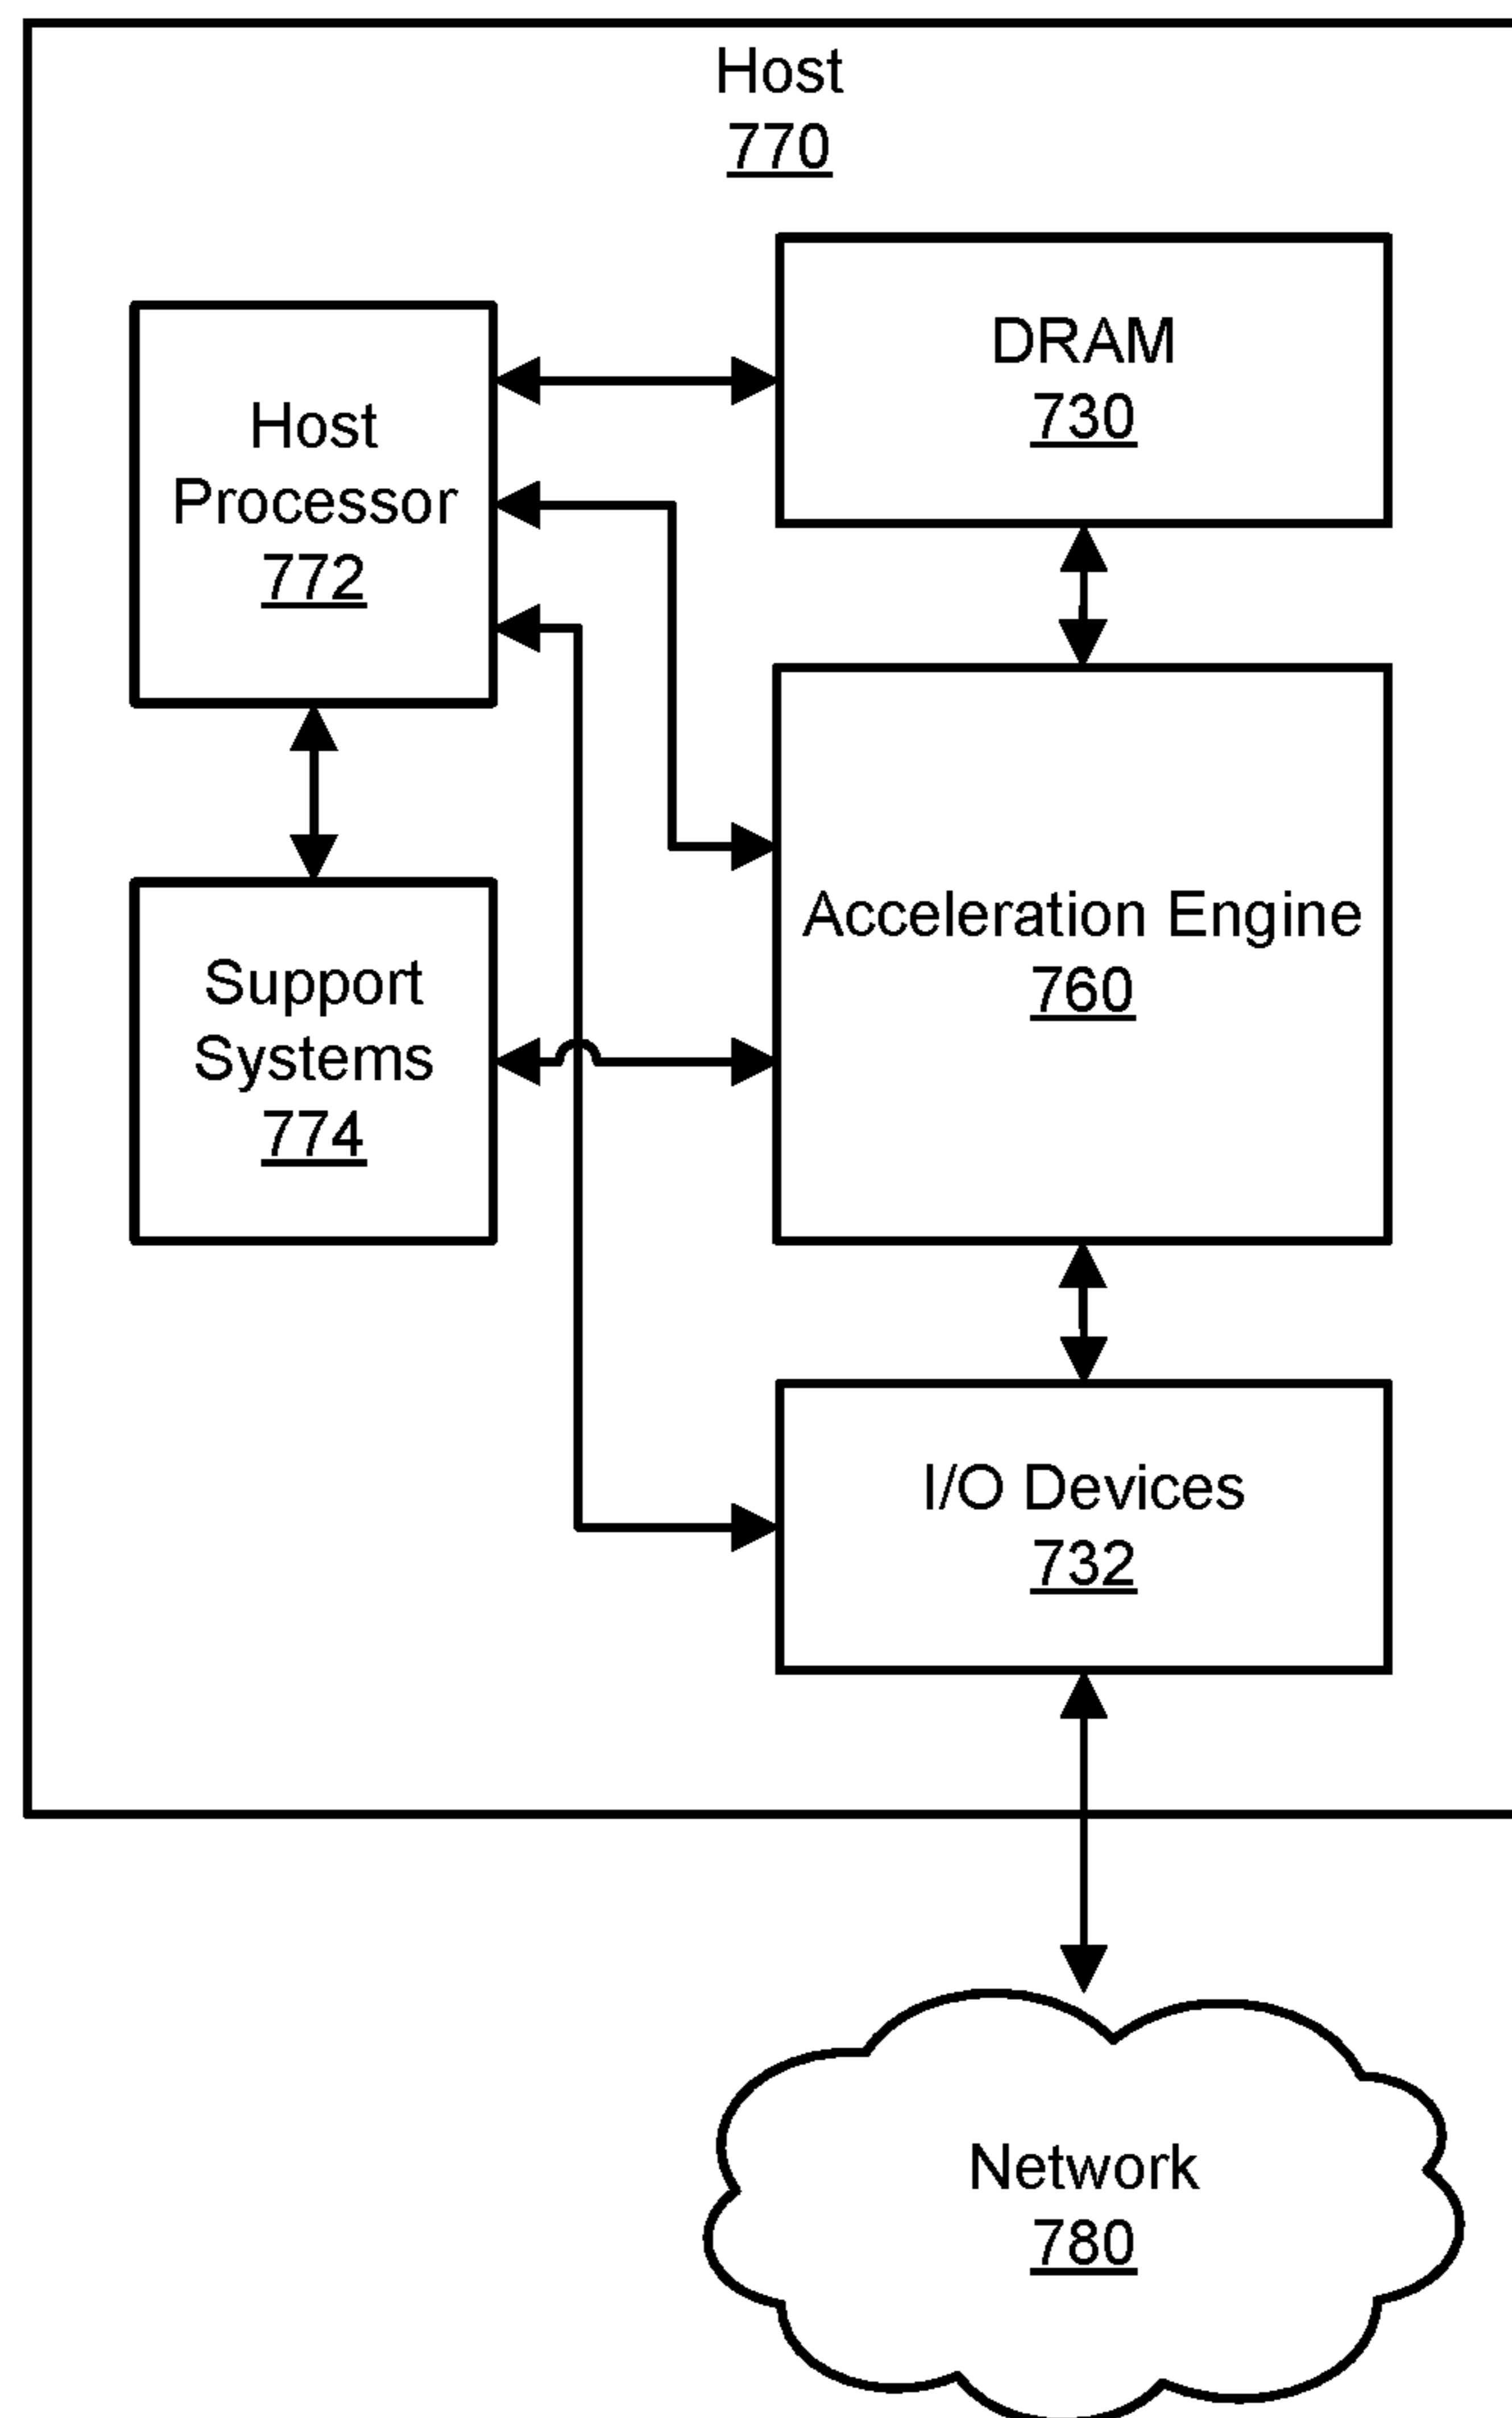 Host
770
DRAM
730
Host
Processor
772
Acceleration Engine
760
Support
Systems
774
I/O Devices
732
Network
780